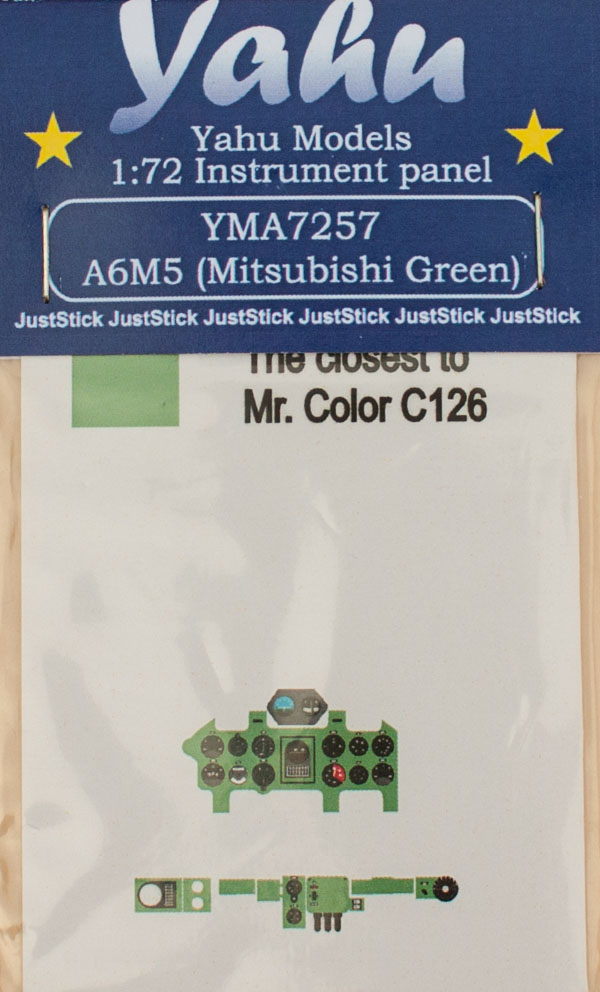 Yahu
Yahu Models
1:72 Instrument panel
YMA7257
A6M5 (Mitsubishi Green)
JustStick JustStick JustStick JustStick JustStick JustStick
The closest to
Mr. Color C126